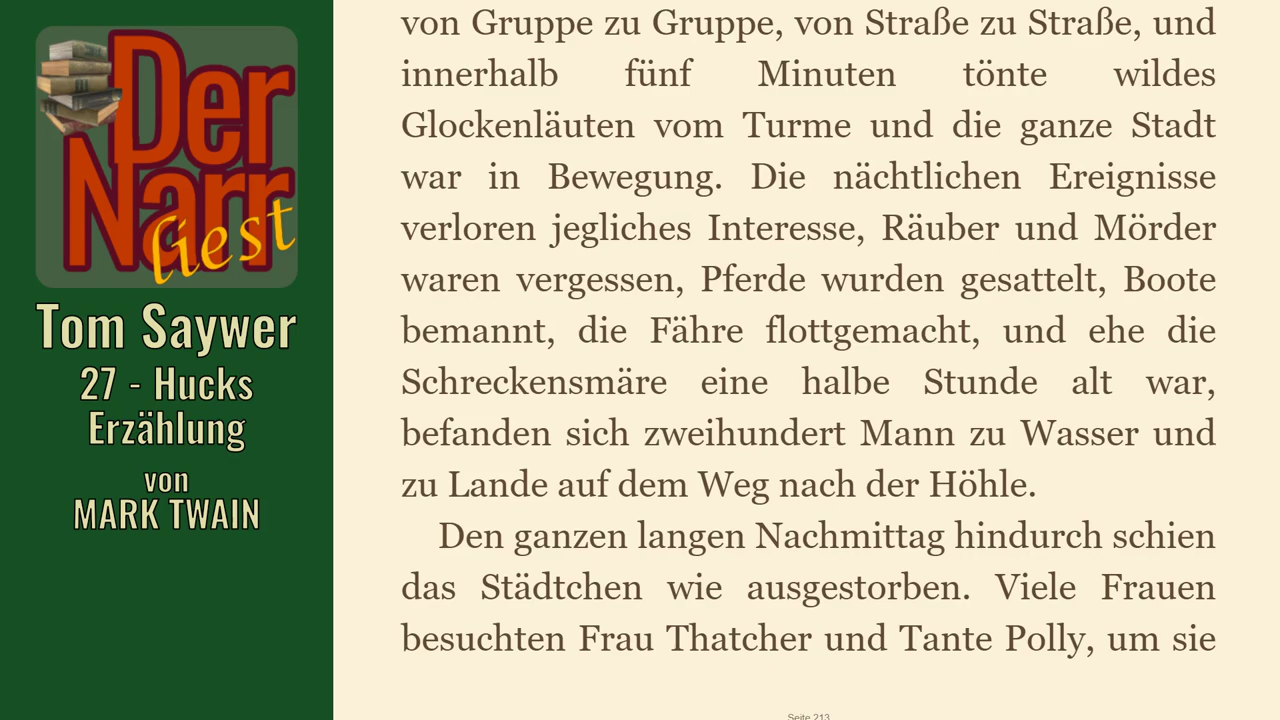 Der
Narr
liest
Tom Saywer
27 - Hucks
Erzählung
von
MARK TWAIN
von Gruppe zu Gruppe, von Straße zu Straße, und
innerhalb fünf Minuten tönte wildes
Glockenläuten vom Turme und die ganze Stadt
war in Bewegung. Die nächtlichen Ereignisse
verloren jegliches Interesse, Räuber und Mörder
waren vergessen, Pferde wurden gesattelt, Boote
bemannt, die Fähre flottgemacht, und ehe die
Schreckensmäre eine halbe Stunde alt war,
befanden sich zweihundert Mann zu Wasser und
zu Lande auf dem Weg nach der Höhle.
Den ganzen langen Nachmittag hindurch schien
das Städtchen wie ausgestorben. Viele Frauen
besuchten Frau Thatcher und Tante Polly, um sie
Seite 213